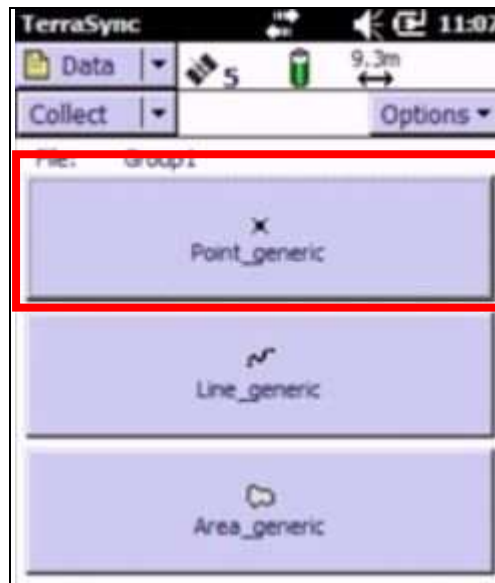 TerraSync 11:07
Data 5 9.3m
Collect Options
File: Group1
Point_generic
Line_generic
Area_generic